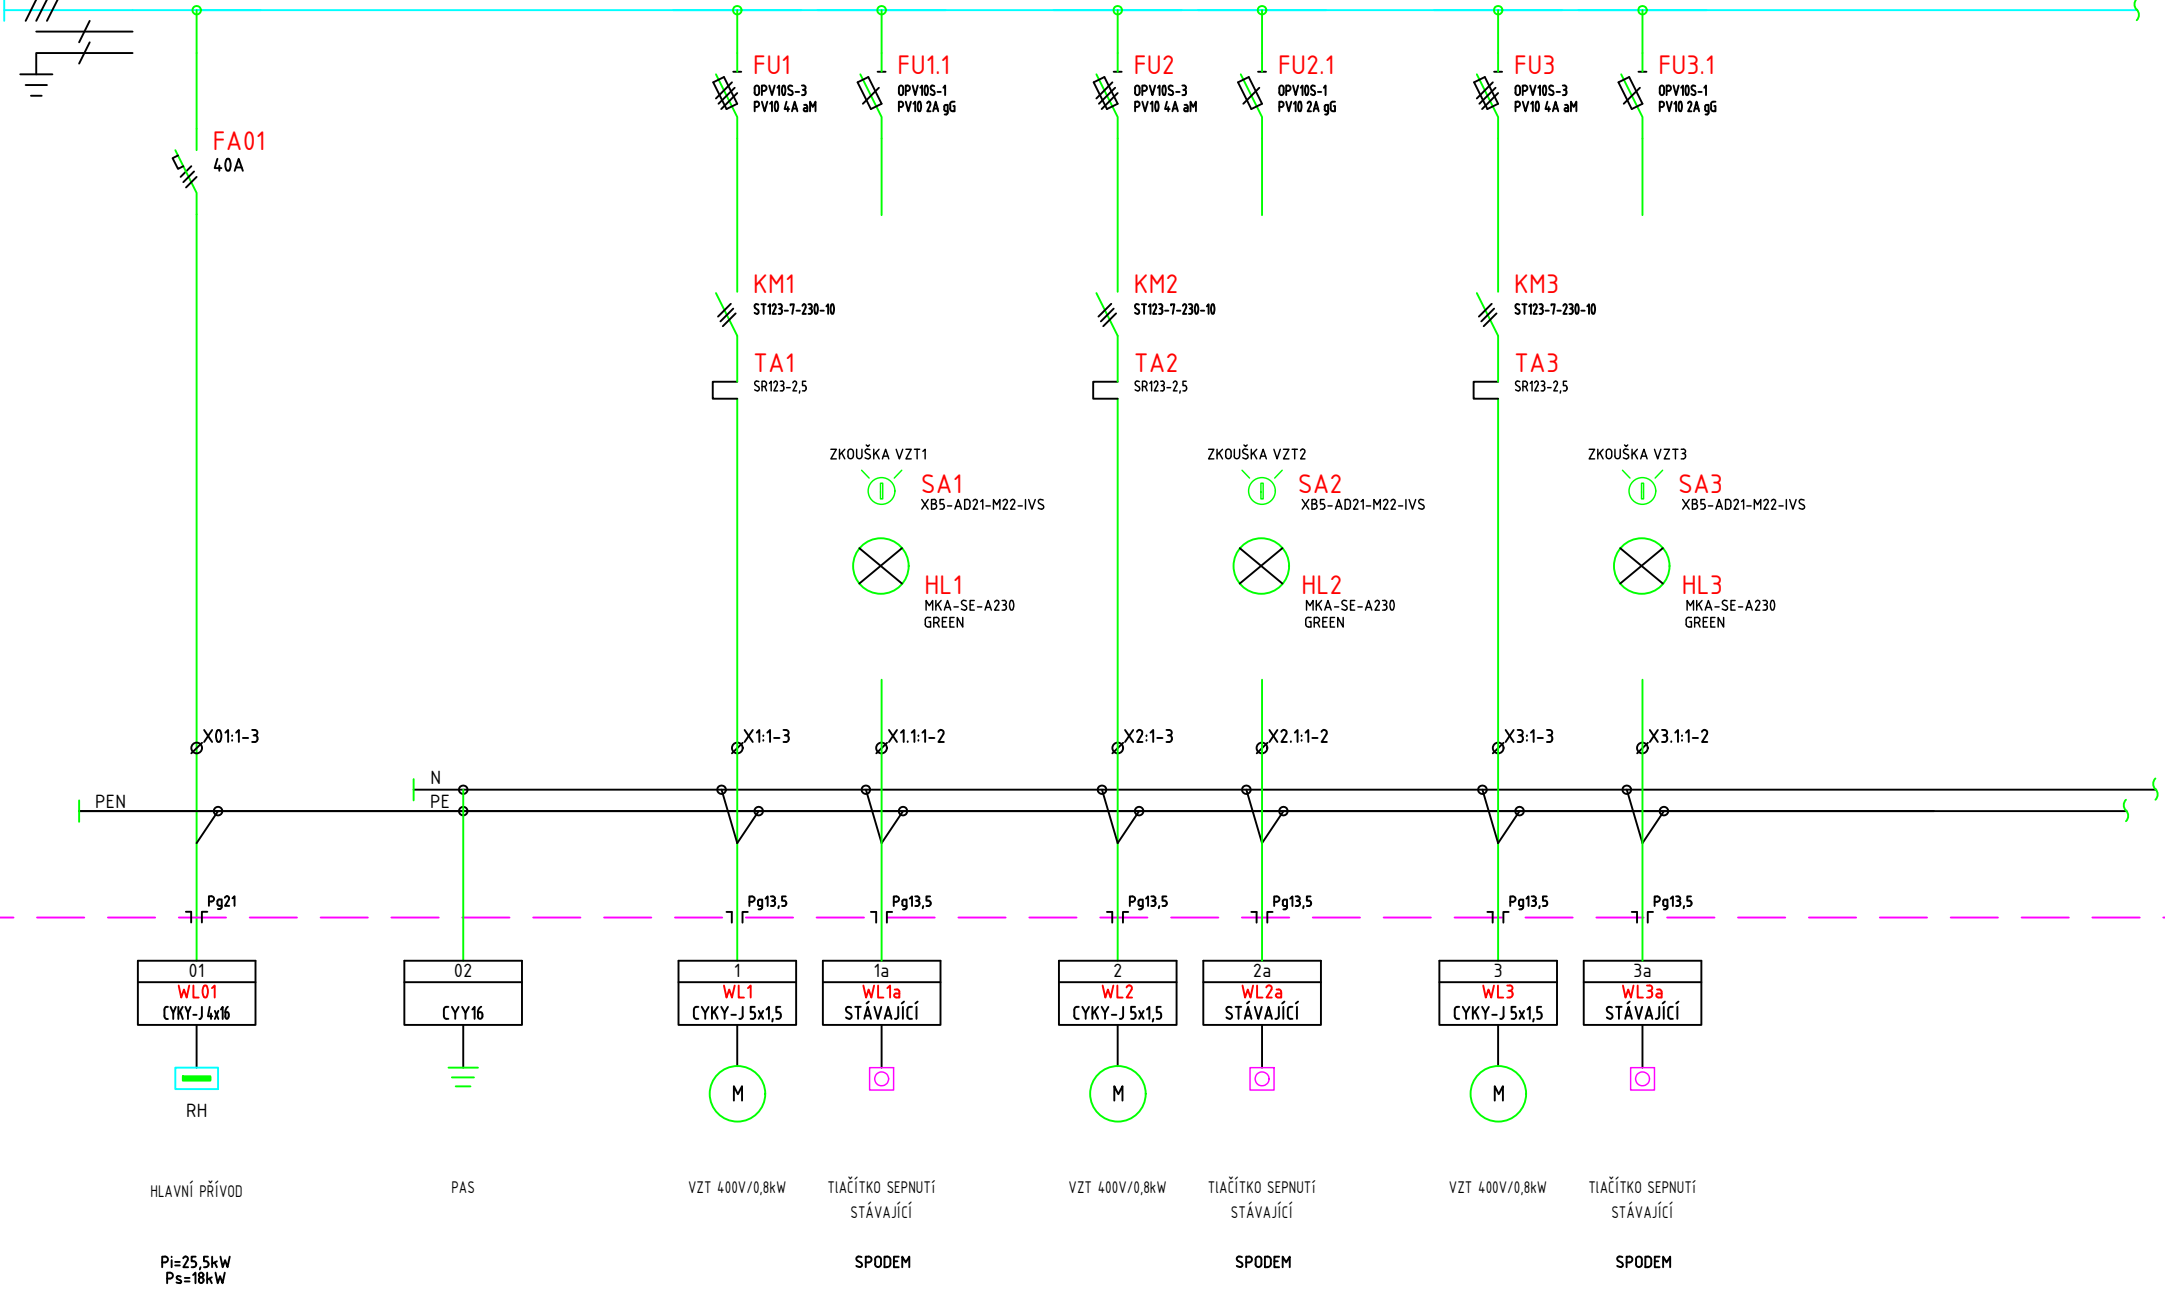 FU1
OPV10S-3
PV10 4A aM
FU1.1
OPV10S-1
PV10 2A gG
FU2
OPV10S-3
PV10 4A aM
FU2.1
OPV10S-1
PV10 2A gG
FU3
OPV10S-3
PV10 4A aM
FU3.1
OPV10S-1
PV10 2A gG
FA01
40A
KM1
ST123-7-230-10
KM2
ST123-7-230-10
KM3
ST123-7-230-10
TA1
SR123-2,5
TA2
SR123-2,5
TA3
SR123-2,5
ZKOUŠKA VZT1
SA1
XB5-AD21-M22-IVS
ZKOUŠKA VZT2
SA2
XB5-AD21-M22-IVS
ZKOUŠKA VZT3
SA3
XB5-AD21-M22-IVS
HL1
MKA-SE-A230
GREEN
HL2
MKA-SE-A230
GREEN
HL3
MKA-SE-A230
GREEN
X01:1-3
X1:1-3
X1.1:1-2
X2:1-3
X2.1:1-2
X3:1-3
X3.1:1-2
N
PE
PEN
Pg21
Pg13,5
Pg13,5
Pg13,5
Pg13,5
Pg13,5
Pg13,5
01
WL01
CYKY-J 4x16
02
CYY16
1
WL1
CYKY-J 5x1,5
1a
WL1a
STÁVAJÍCÍ
2
WL2
CYKY-J 5x1,5
2a
WL2a
STÁVAJÍCÍ
3
WL3
CYKY-J 5x1,5
3a
WL3a
STÁVAJÍCÍ
RH
M
M
M
HLAVNÍ PŘÍVOD
PAS
VZT 400V/0,8kW
TlAČÍTKO SEPNUTí
STÁVAJÍCÍ
VZT 400V/0,8kW
TlAČÍTKO SEPNUTí
STÁVAJÍCÍ
VZT 400V/0,8kW
TlAČÍTKO SEPNUTí
STÁVAJÍCÍ
Pi=25,5kW
Ps=18kW
SPODEM
SPODEM
SPODEM